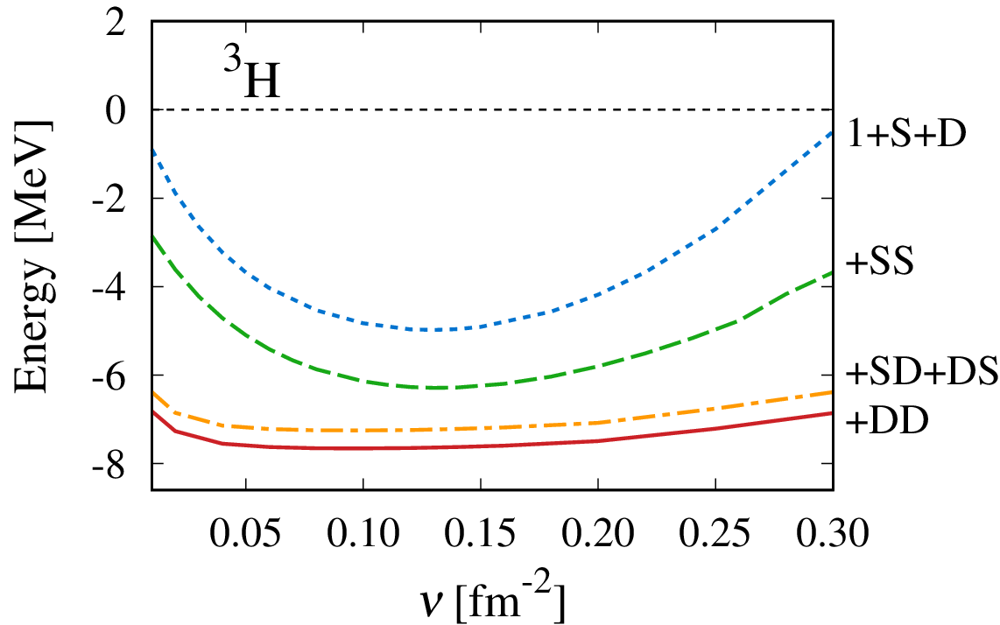 2
³H
0
1+S+D
Energy [MeV]
-2
+SS
-4
+SD+DS
-6
+DD
-8
0.05 0.10 0.15 0.20 0.25 0.30
ν [fm⁻²]